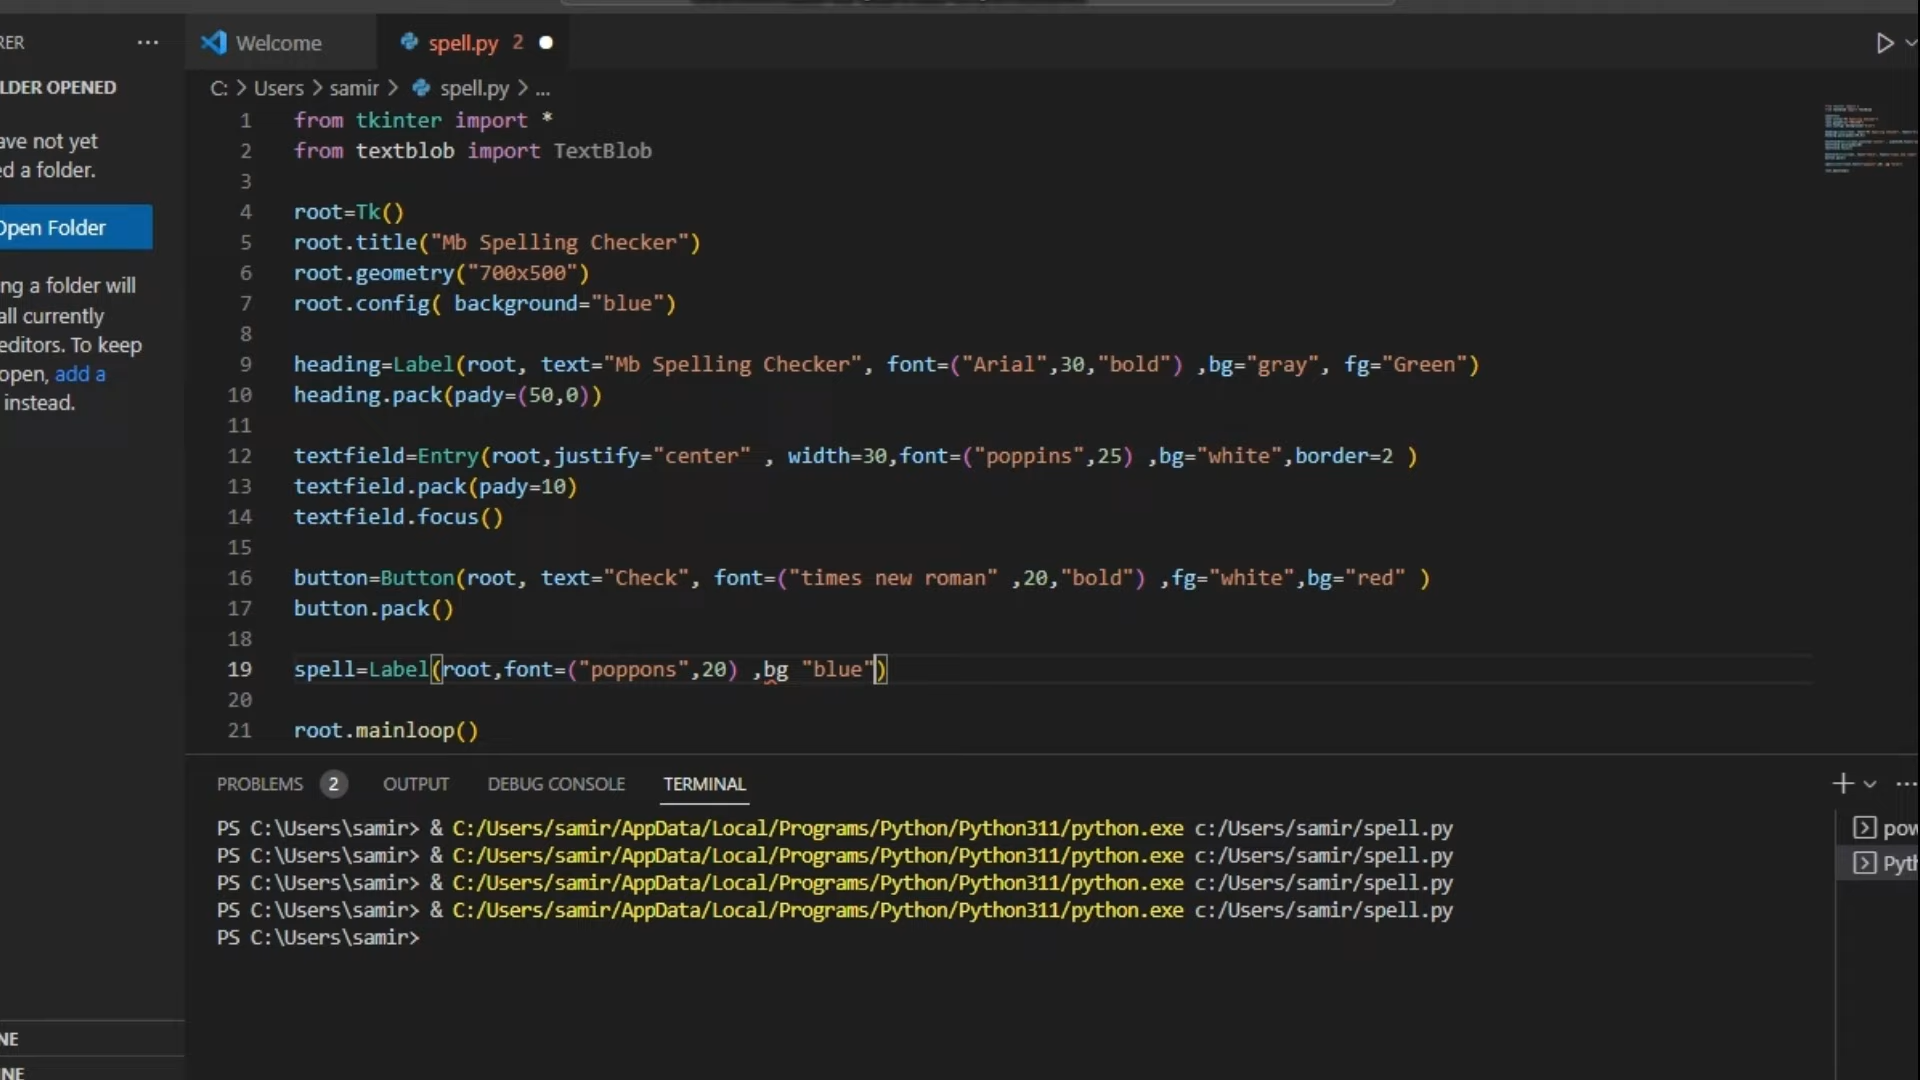 RER ...
Welcome
spell.py 2
LDER OPENED
C: > Users > samir > spell.py > ...
ave not yet
ed a folder.
Open Folder
ing a folder will
all currently
editors. To keep
open, add a
instead.
1 from tkinter import *
2 from textblob import TextBlob
3
4 root=Tk()
5 root.title("Mb Spelling Checker")
6 root.geometry("700x500")
7 root.config( background="blue")
8
9 heading=Label(root, text="Mb Spelling Checker", font=("Arial",30,"bold") ,bg="gray", fg="Green")
10 heading.pack(pady=(50,0))
11
12 textfield=Entry(root,justify="center" , width=30,font=("poppins",25) ,bg="white",border=2 )
13 textfield.pack(pady=10)
14 textfield.focus()
15
16 button=Button(root, text="Check", font=("times new roman" ,20,"bold") ,fg="white",bg="red" )
17 button.pack()
18
19 spell=Label(root,font=("poppons",20) ,bg "blue")
20
21 root.mainloop()
PROBLEMS 2 OUTPUT DEBUG CONSOLE TERMINAL
PS C:\Users\samir> & C:/Users/samir/AppData/Local/Programs/Python/Python311/python.exe c:/Users/samir/spell.py
PS C:\Users\samir> & C:/Users/samir/AppData/Local/Programs/Python/Python311/python.exe c:/Users/samir/spell.py
PS C:\Users\samir> & C:/Users/samir/AppData/Local/Programs/Python/Python311/python.exe c:/Users/samir/spell.py
PS C:\Users\samir> & C:/Users/samir/AppData/Local/Programs/Python/Python311/python.exe c:/Users/samir/spell.py
PS C:\Users\samir>
pow
Pyth
NE
NE